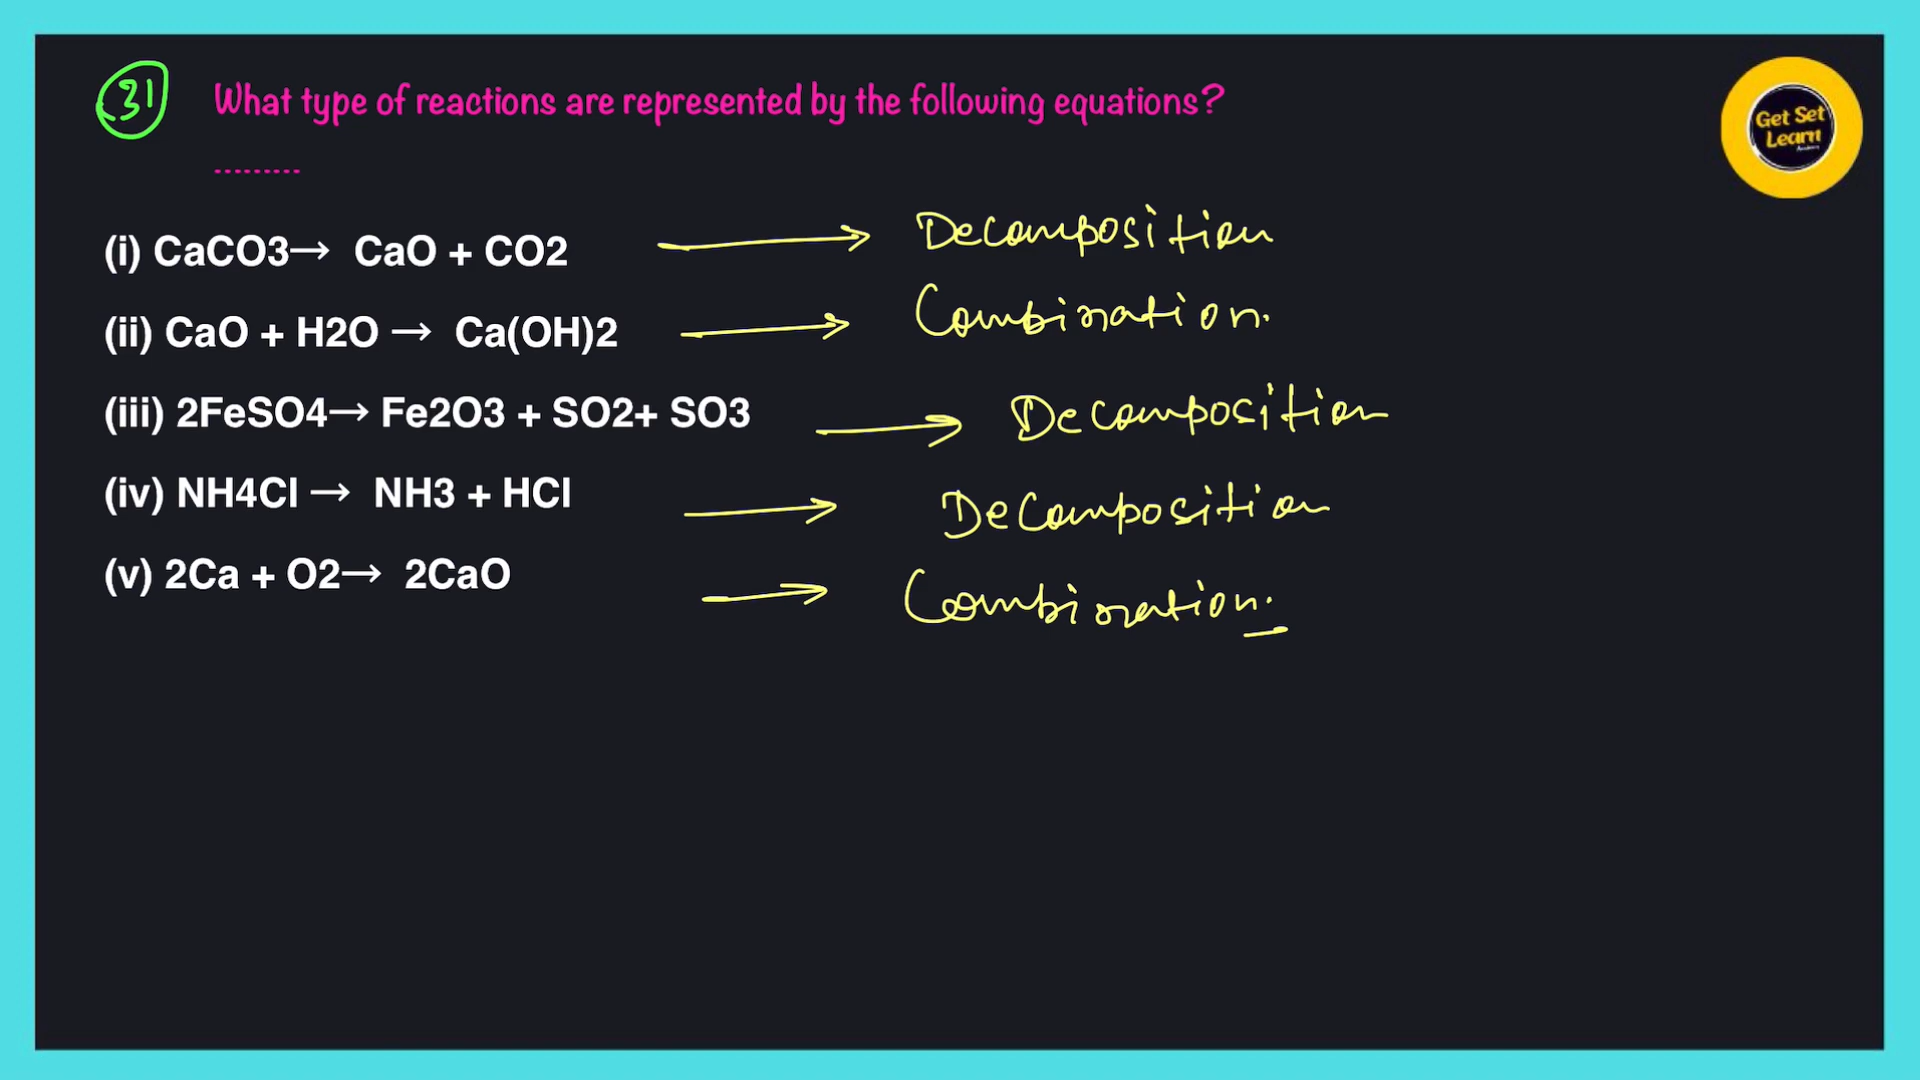 31 What type of reactions are represented by the following equations?
.........
Get Set
Learn
Academy
(i) CaCO3→ CaO + CO2 → Decomposition
(ii) CaO + H2O → Ca(OH)2 → Combination.
(iii) 2FeSO4→ Fe2O3 + SO2+ SO3 → Decomposition
(iv) NH4Cl → NH3 + HCl → Decomposition
(v) 2Ca + O2→ 2CaO → Combination.